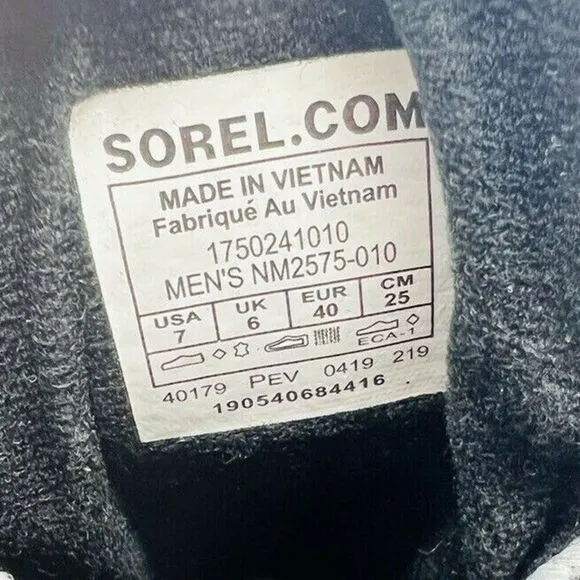 SOREL.COM
MADE IN VIETNAM
Fabriqué Au Vietnam
1750241010
MEN'S NM2575-010
USA UK EUR CM
7 6 40 25
ECA-1
40179 PEV 0419 219
190540684416 .